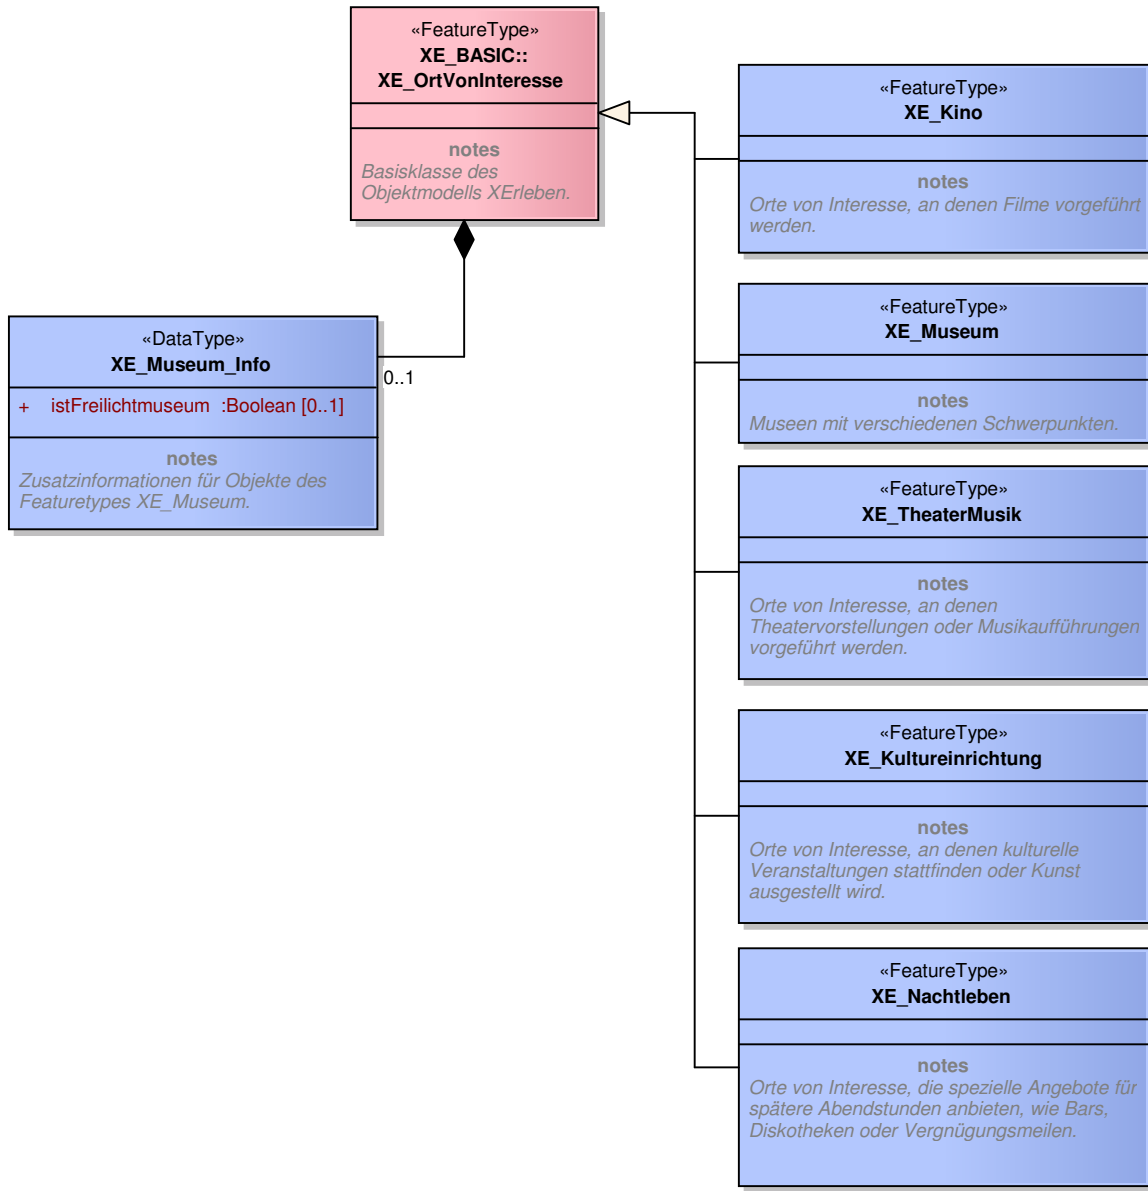 «FeatureType»
XE_BASIC::
XE_OrtVonInteresse
notes
Basisklasse des
Objektmodells XErleben.
«DataType»
XE_Museum_Info
+ istFreilichtmuseum :Boolean [0..1]
notes
Zusatzinformationen für Objekte des
Featuretypes XE_Museum.
0..1
«FeatureType»
XE_Kino
notes
Orte von Interesse, an denen Filme vorgeführt
werden.
«FeatureType»
XE_Museum
notes
Museen mit verschiedenen Schwerpunkten.
«FeatureType»
XE_TheaterMusik
notes
Orte von Interesse, an denen
Theatervorstellungen oder Musikaufführungen
vorgeführt werden.
«FeatureType»
XE_Kultureinrichtung
notes
Orte von Interesse, an denen kulturelle
Veranstaltungen stattfinden oder Kunst
ausgestellt wird.
«FeatureType»
XE_Nachtleben
notes
Orte von Interesse, die spezielle Angebote für
spätere Abendstunden anbieten, wie Bars,
Diskotheken oder Vergnügungsmeilen.